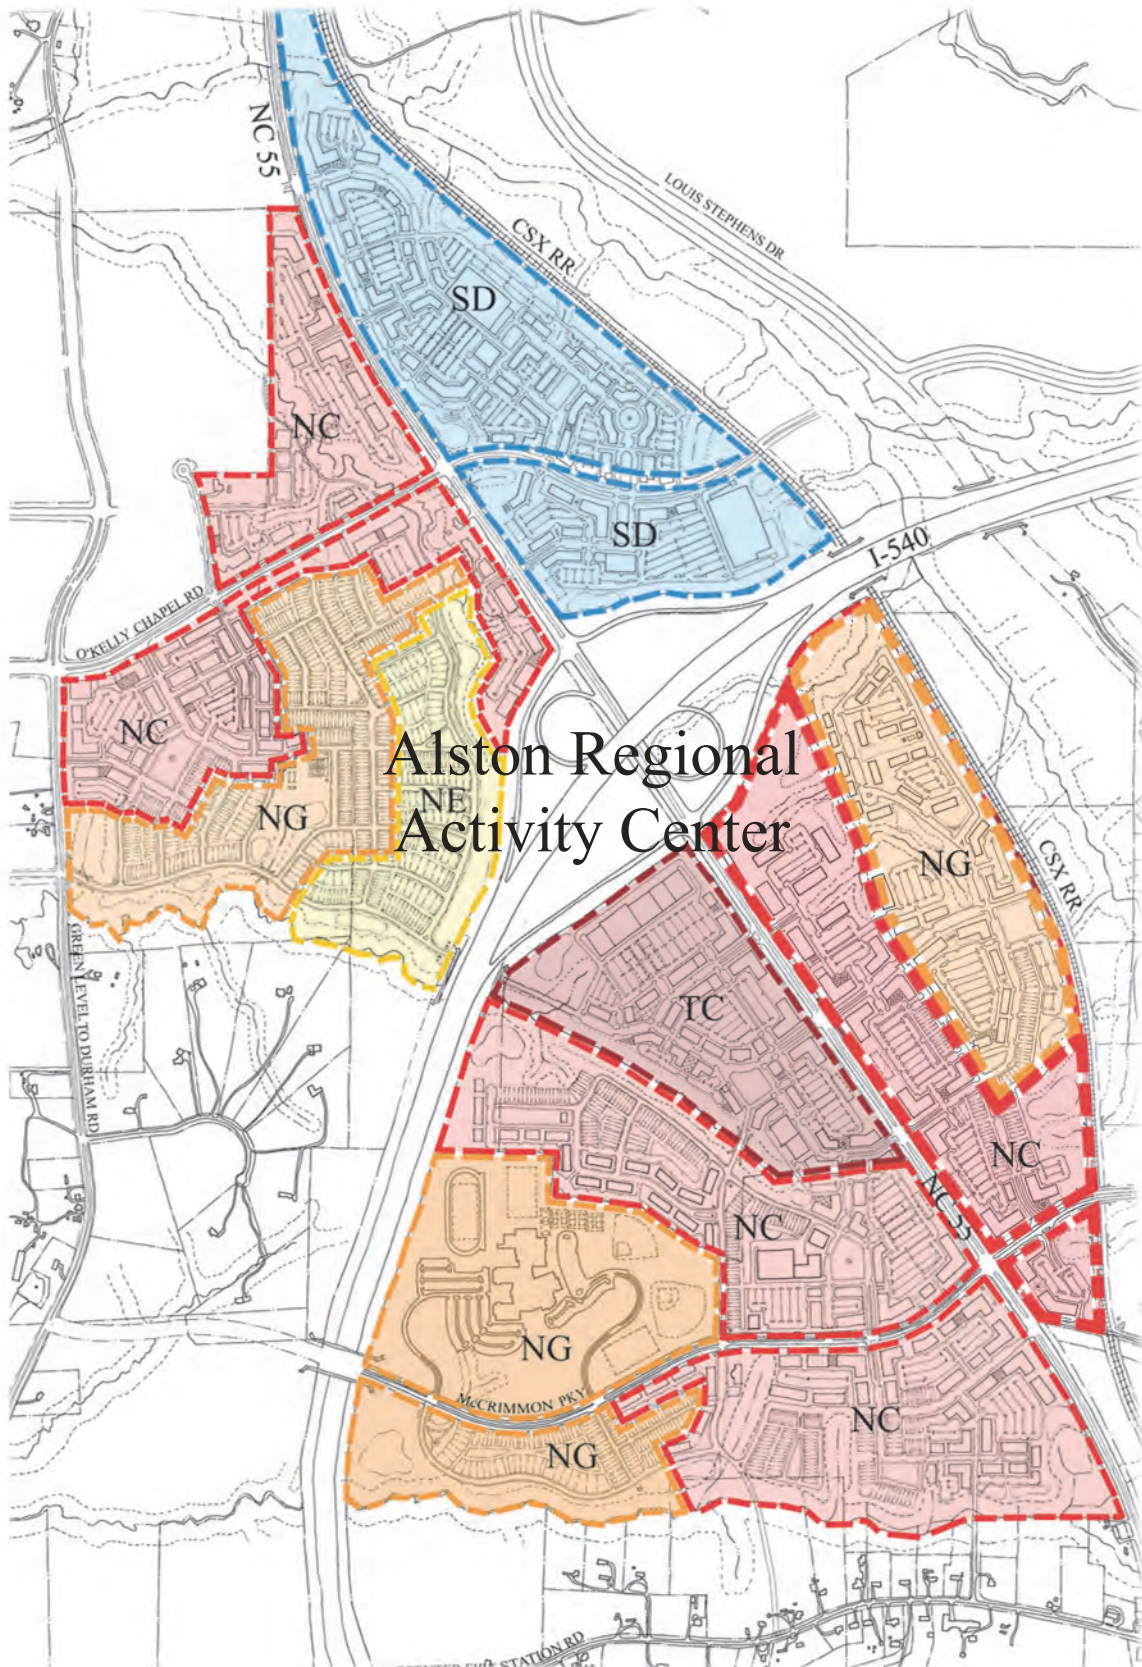 NC 55
LOUIS STEPHENS DR
CSX RR
SD
NC
SD
I-540
O'KELLY CHAPEL RD
NC
Alston Regional
Activity Center
NE
NG
NG
CSX RR
GREEN LEVEL TO DURHAM RD
TC
NC
NC 55
NC
NG
McCRIMMON PKY
NC
NG
STATION RD